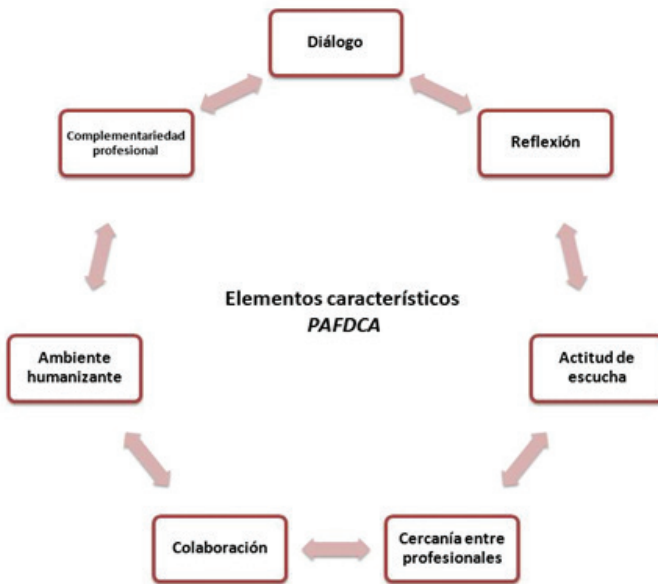 Diálogo
Complementariedad
profesional
Reflexión
Elementos característicos
PAFDCA
Ambiente
humanizante
Actitud de
escucha
Colaboración
Cercanía entre
profesionales